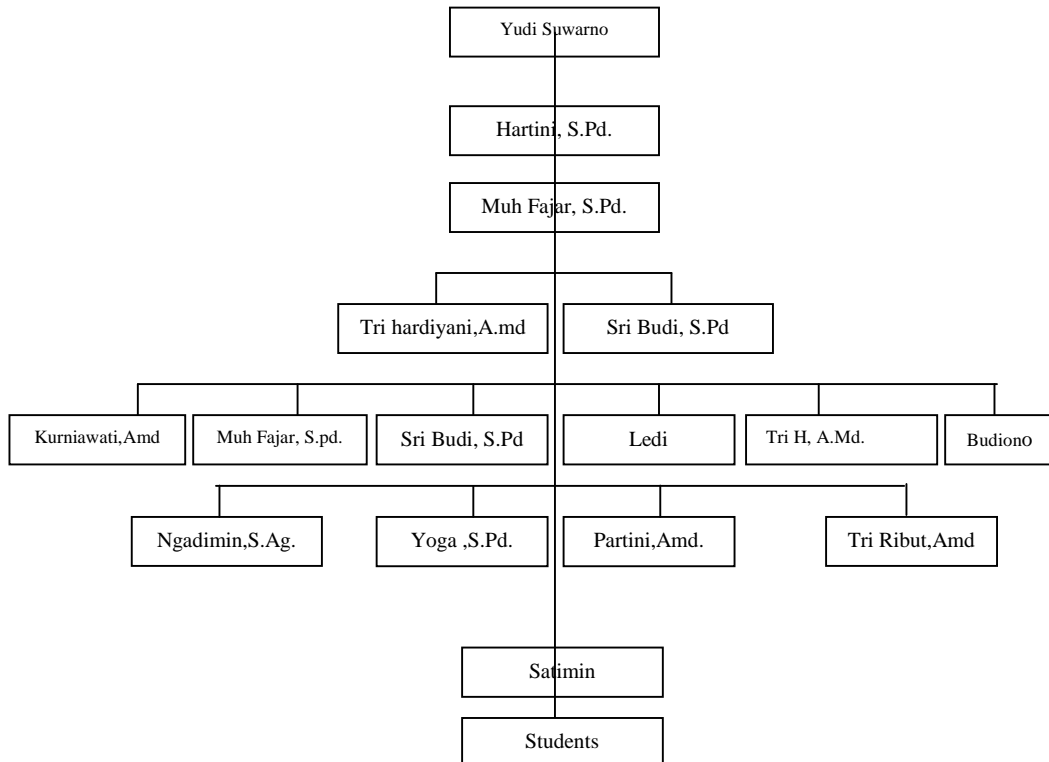 Yudi Suwarno
Hartini, S.Pd.
Muh Fajar, S.Pd.
Tri hardiyani,A.md
Sri Budi, S.Pd
Kurniawati,Amd
Muh Fajar, S.pd.
Sri Budi, S.Pd
Ledi
Tri H, A.Md.
Budiono
Ngadimin,S.Ag.
Yoga ,S.Pd.
Partini,Amd.
Tri Ribut,Amd
Satimin
Students